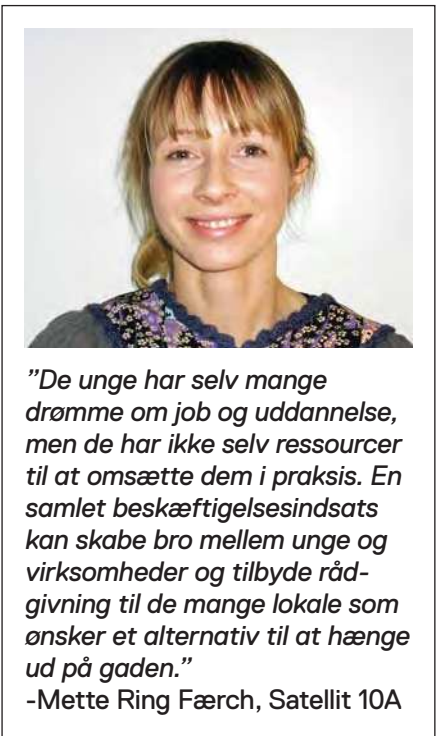 ”De unge har selv mange
drømme om job og uddannelse,
men de har ikke selv ressourcer
til at omsætte dem i praksis. En
samlet beskæftigelsesindsats
kan skabe bro mellem unge og
virksomheder og tilbyde råd-
givning til de mange lokale som
ønsker et alternativ til at hænge
ud på gaden.”
-Mette Ring Færch, Satellit 10A